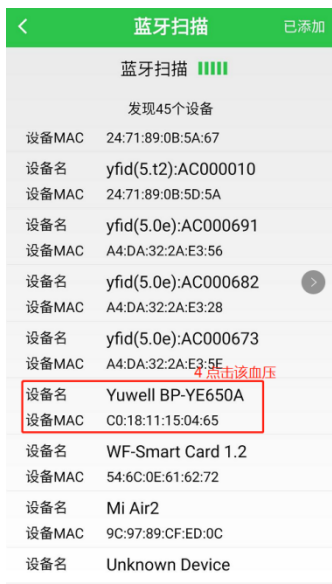 蓝牙扫描 已添加
蓝牙扫描
发现45个设备
设备MAC 24:71:89:0B:5A:67
设备名 yfid(5.t2):AC000010
设备MAC 24:71:89:0B:5D:5A
设备名 yfid(5.0e):AC000691
设备MAC A4:DA:32:2A:E3:56
设备名 yfid(5.0e):AC000682
设备MAC A4:DA:32:2A:E3:28
设备名 yfid(5.0e):AC000673
设备MAC A4:DA:32:2A:E3:5E
4 点击该血压
设备名 Yuwell BP-YE650A
设备MAC C0:18:11:15:04:65
设备名 WF-Smart Card 1.2
设备MAC 54:6C:0E:61:62:72
设备名 Mi Air2
设备MAC 9C:97:89:CF:ED:0C
设备名 Unknown Device